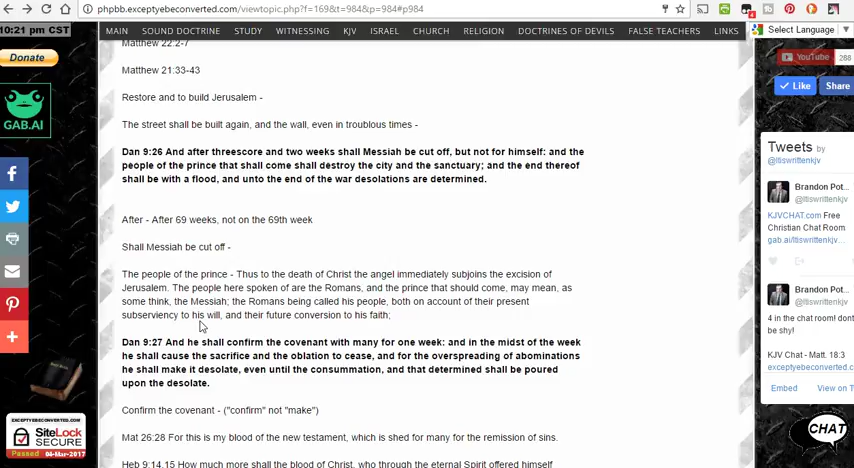 phpbb.exceptyebeconverted.com/viewtopic.php?f=169&t=984&p=984#p984
10:21 pm CST
MAIN SOUND DOCTRINE STUDY WITNESSING KJV ISRAEL CHURCH RELIGION DOCTRINES OF DEVILS FALSE TEACHERS LINKS
Select Language
Donate
GAB.AI
Matthew 22:2-7
Matthew 21:33-43
Restore and to build Jerusalem -
The street shall be built again, and the wall, even in troublous times -
Dan 9:26 And after threescore and two weeks shall Messiah be cut off, but not for himself: and the
people of the prince that shall come shall destroy the city and the sanctuary; and the end thereof
shall be with a flood, and unto the end of the war desolations are determined.
After - After 69 weeks, not on the 69th week
Shall Messiah be cut off -
The people of the prince - Thus to the death of Christ the angel immediately subjoins the excision of
Jerusalem. The people here spoken of are the Romans, and the prince that should come, may mean, as
some think, the Messiah; the Romans being called his people, both on account of their present
subserviency to his will, and their future conversion to his faith;
Dan 9:27 And he shall confirm the covenant with many for one week: and in the midst of the week
he shall cause the sacrifice and the oblation to cease, and for the overspreading of abominations
he shall make it desolate, even until the consummation, and that determined shall be poured
upon the desolate.
Confirm the covenant - ("confirm" not "make")
Mat 26:28 For this is my blood of the new testament, which is shed for many for the remission of sins.
Heb 9:14,15 How much more shall the blood of Christ, who through the eternal Spirit offered himself
EXCEPTYEBECONVERTED.COM
SiteLock
SECURE
Passed 04-Mar-2017
YouTube 288
Like Share
Tweets by
@itiswrittenkjv
Brandon Pot...
@itiswrittenkjv
KJVCHAT.com Free
Christian Chat Room
gab.ai/itiswrittenkjv...
Brandon Pot...
@itiswrittenkjv
4 in the chat room! dont
be shy!
KJV Chat - Matt. 18:3
exceptyebeconverted.c
Embed View on T
CHAT